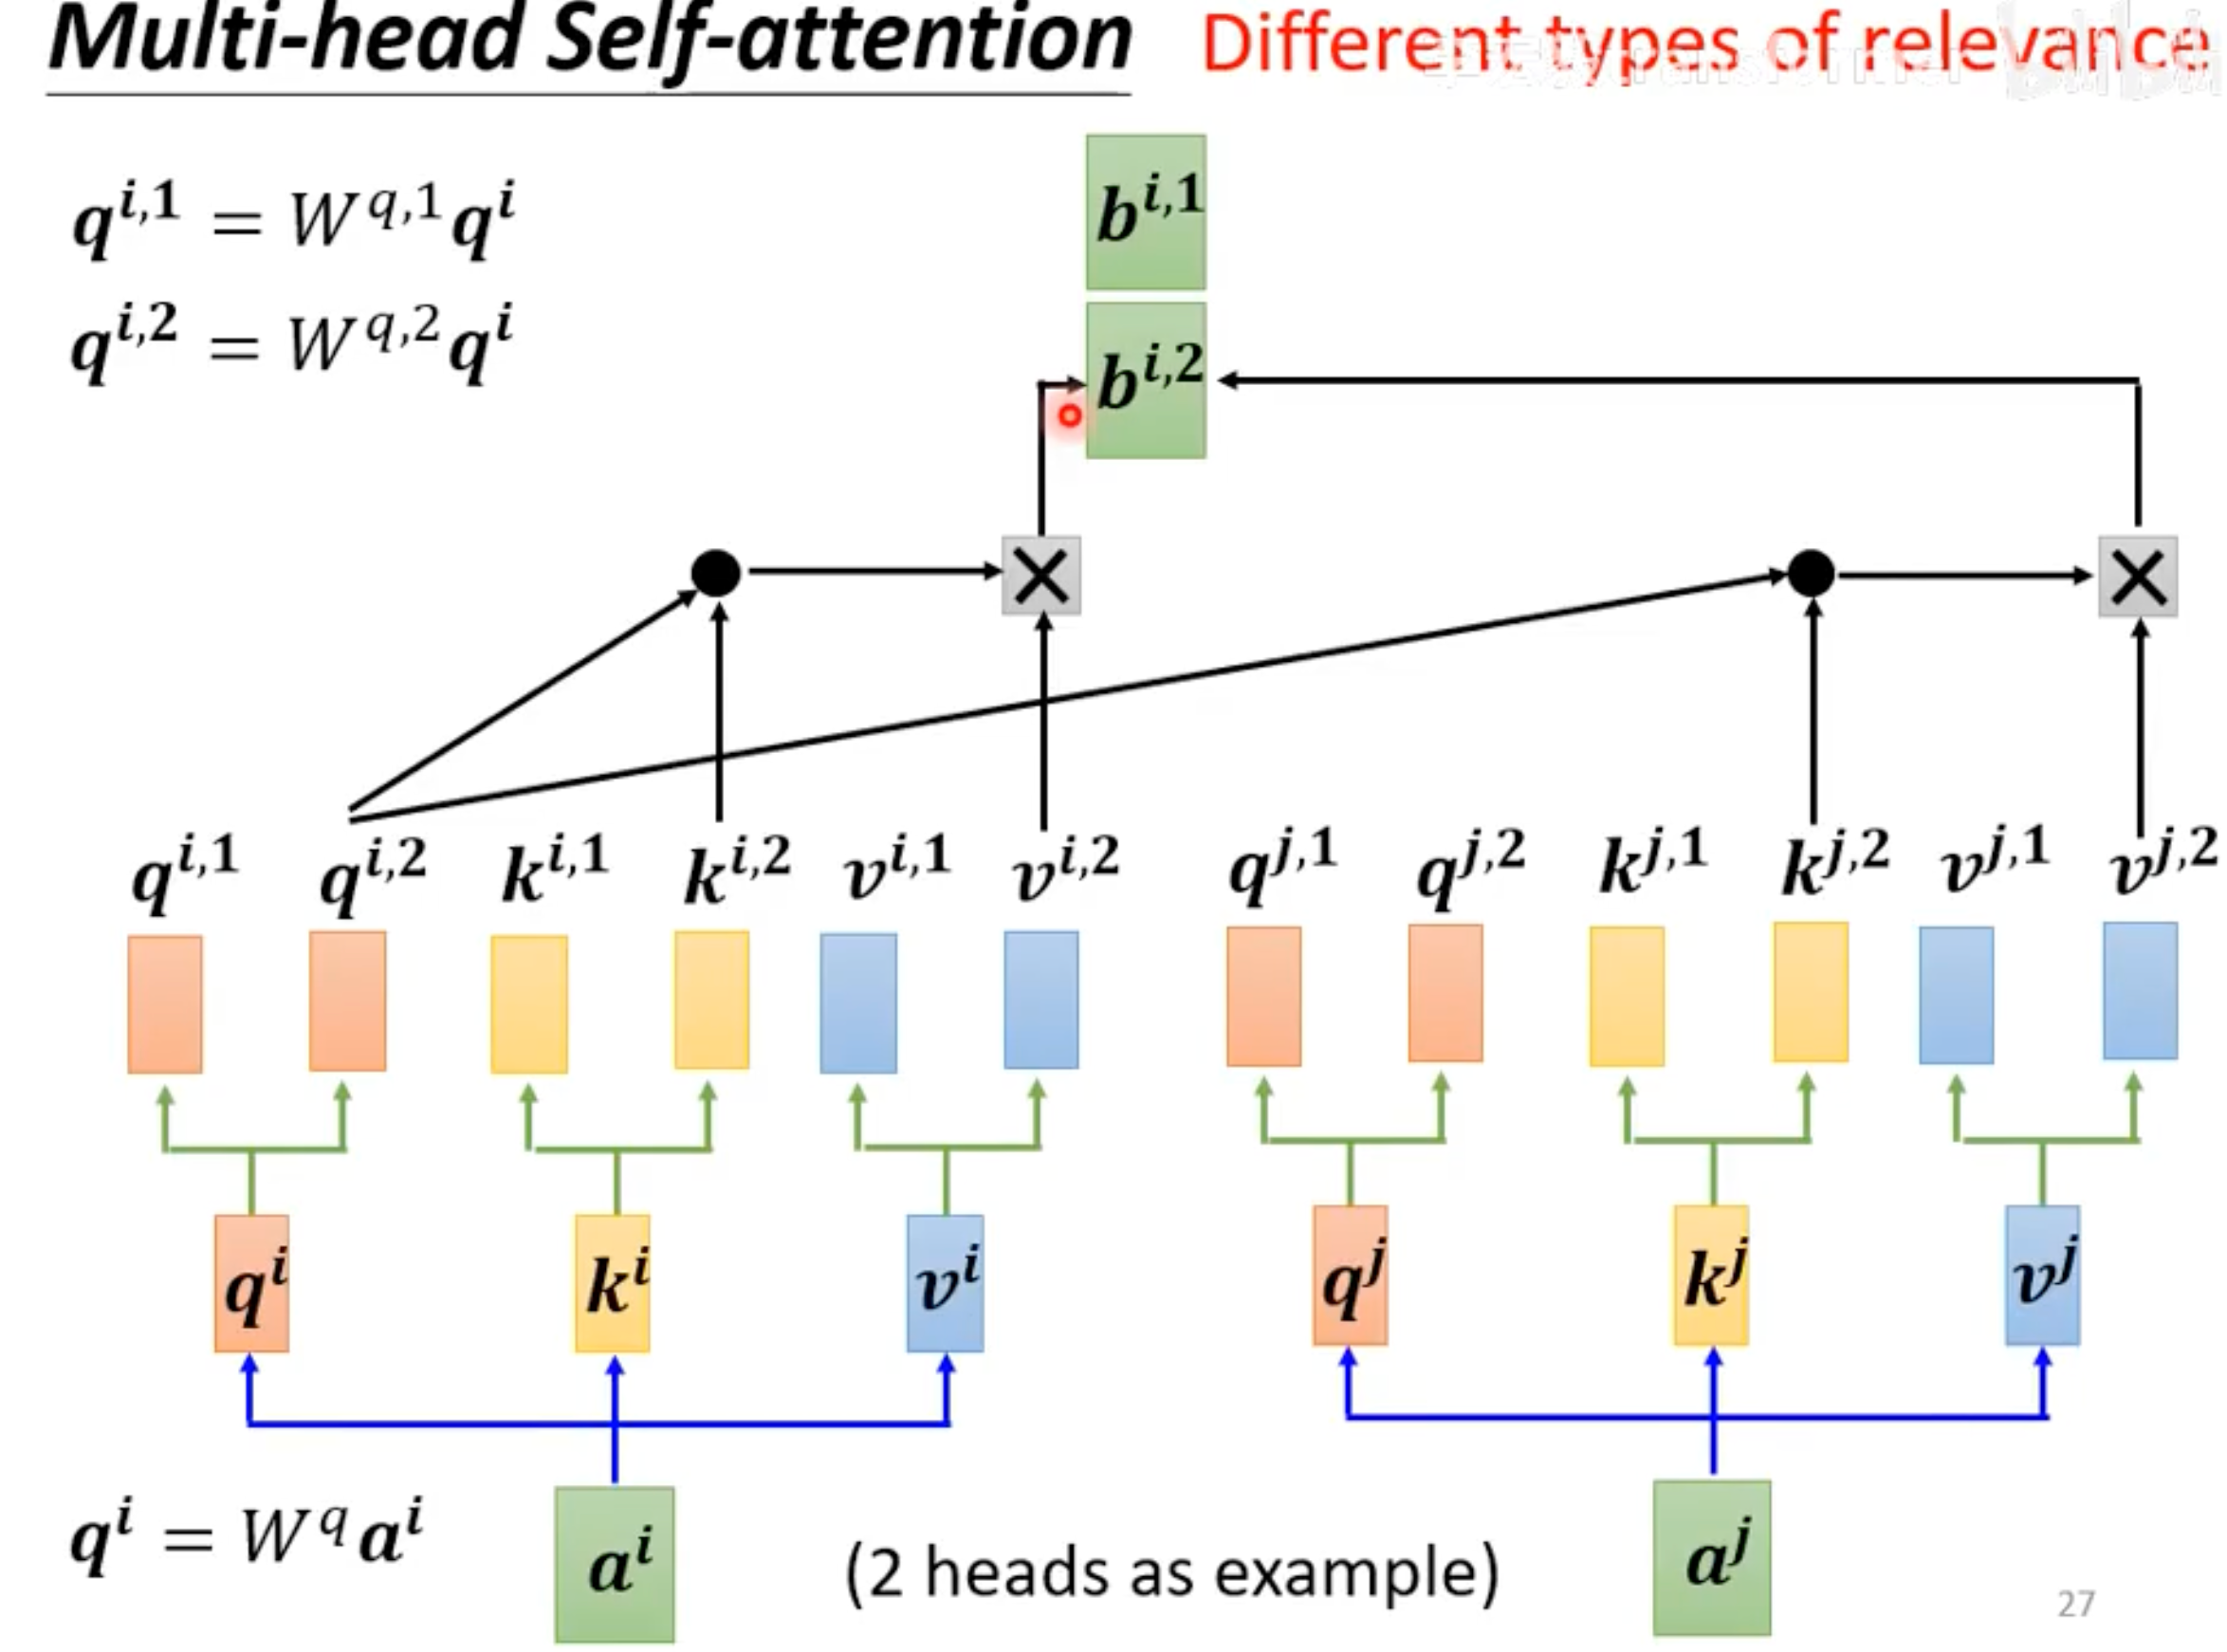 Multi-head Self-attention Different types of relevance
b^{i,1}
q^{i,1} = W^{q,1}q^i
q^{i,2} = W^{q,2}q^i
b^{i,2}
q^{i,1} q^{i,2} k^{i,1} k^{i,2} v^{i,1} v^{i,2} q^{j,1} q^{j,2} k^{j,1} k^{j,2} v^{j,1} v^{j,2}
q^i k^i v^i q^j k^j v^j
q^i = W^q a^i
a^i
(2 heads as example)
a^j
27